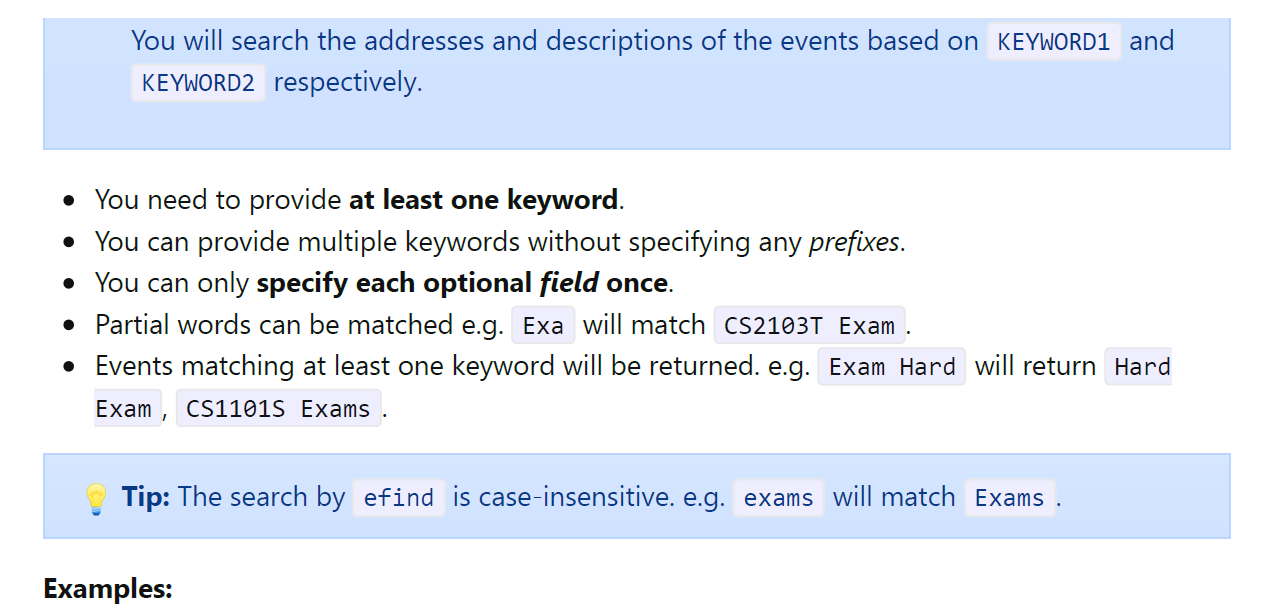 You will search the addresses and descriptions of the events based on KEYWORD1 and
KEYWORD2 respectively.
• You need to provide at least one keyword.
• You can provide multiple keywords without specifying any prefixes.
• You can only specify each optional field once.
• Partial words can be matched e.g. Exa will match CS2103T Exam.
• Events matching at least one keyword will be returned. e.g. Exam Hard will return Hard
Exam, CS1101S Exams.
💡 Tip: The search by efind is case-insensitive. e.g. exams will match Exams.
Examples: